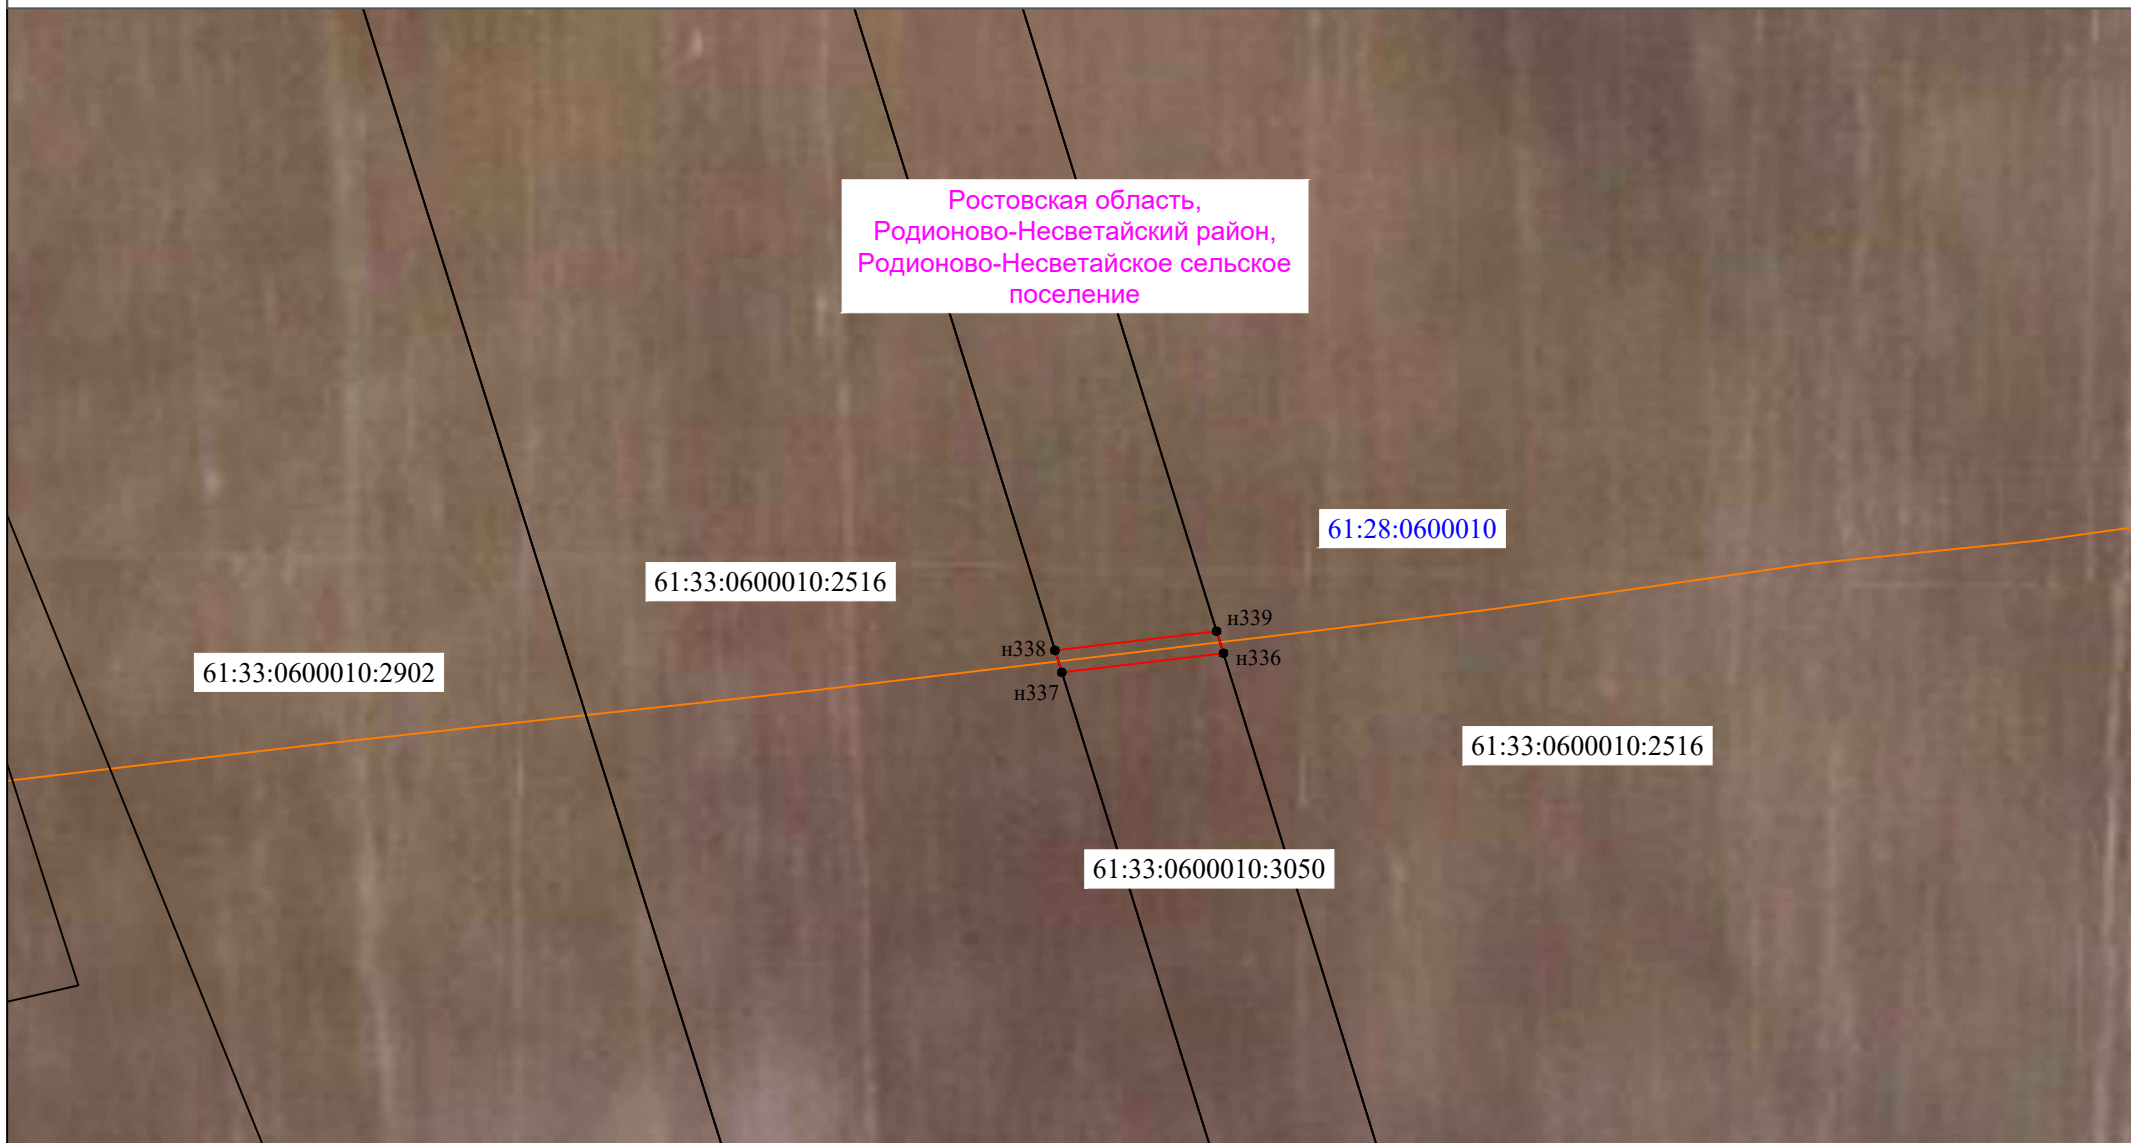 Ростовская область,
Родионово-Несветайский район,
Родионово-Несветайское сельское
поселение
61:28:0600010
61:33:0600010:2516
н339
н338
н336
61:33:0600010:2902
н337
61:33:0600010:2516
61:33:0600010:3050